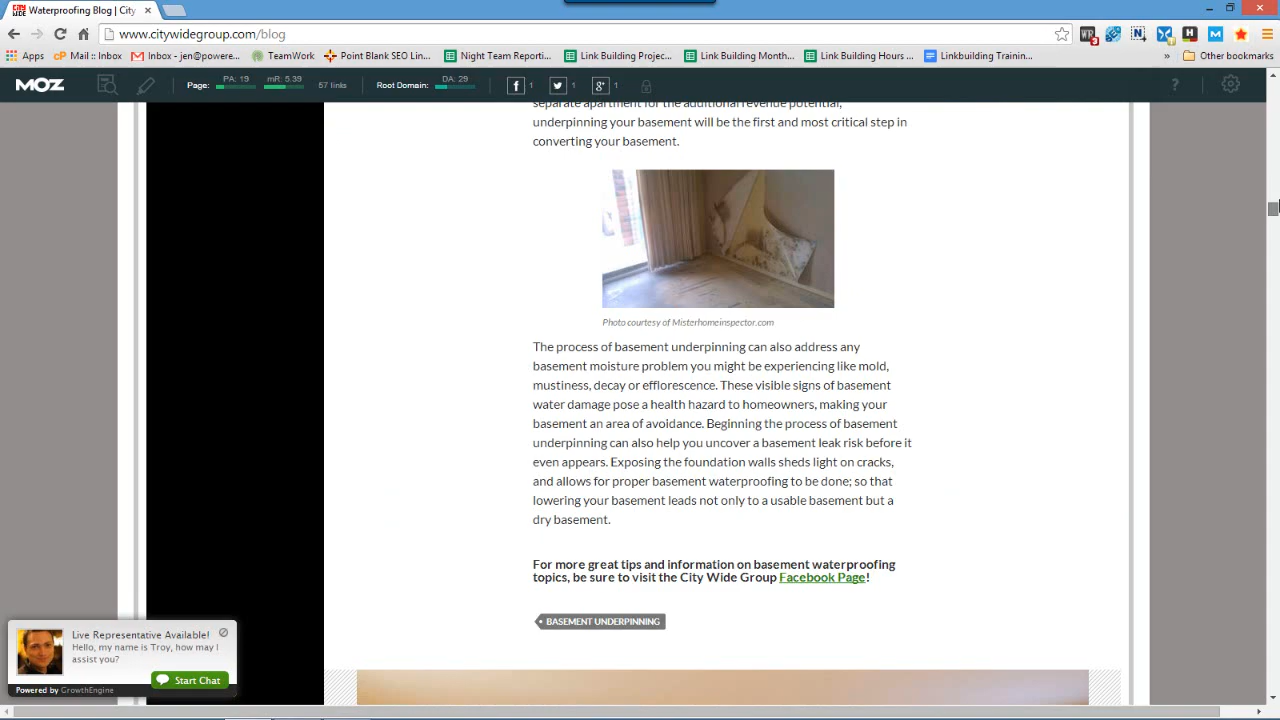 Waterproofing Blog | City
www.citywidegroup.com/blog
Apps
Mail :: Inbox
Inbox - jen@powere...
TeamWork
Point Blank SEO Lin...
Night Team Reporti...
Link Building Projec...
Link Building Month...
Link Building Hours ...
Linkbuilding Trainin...
»
Other bookmarks
MOZ
Page:
PA: 19
mR: 5.39
57 links
Root Domain:
DA: 29
1
1
1
separate apartment for the additional revenue potential,
underpinning your basement will be the first and most critical step in
converting your basement.
Photo courtesy of Misterhomeinspector.com
The process of basement underpinning can also address any
basement moisture problem you might be experiencing like mold,
mustiness, decay or efflorescence. These visible signs of basement
water damage pose a health hazard to homeowners, making your
basement an area of avoidance. Beginning the process of basement
underpinning can also help you uncover a basement leak risk before it
even appears. Exposing the foundation walls sheds light on cracks,
and allows for proper basement waterproofing to be done; so that
lowering your basement leads not only to a usable basement but a
dry basement.
For more great tips and information on basement waterproofing
topics, be sure to visit the City Wide Group Facebook Page!
BASEMENT UNDERPINNING
Live Representative Available!
Hello, my name is Troy, how may I
assist you?
Start Chat
Powered by GrowthEngine